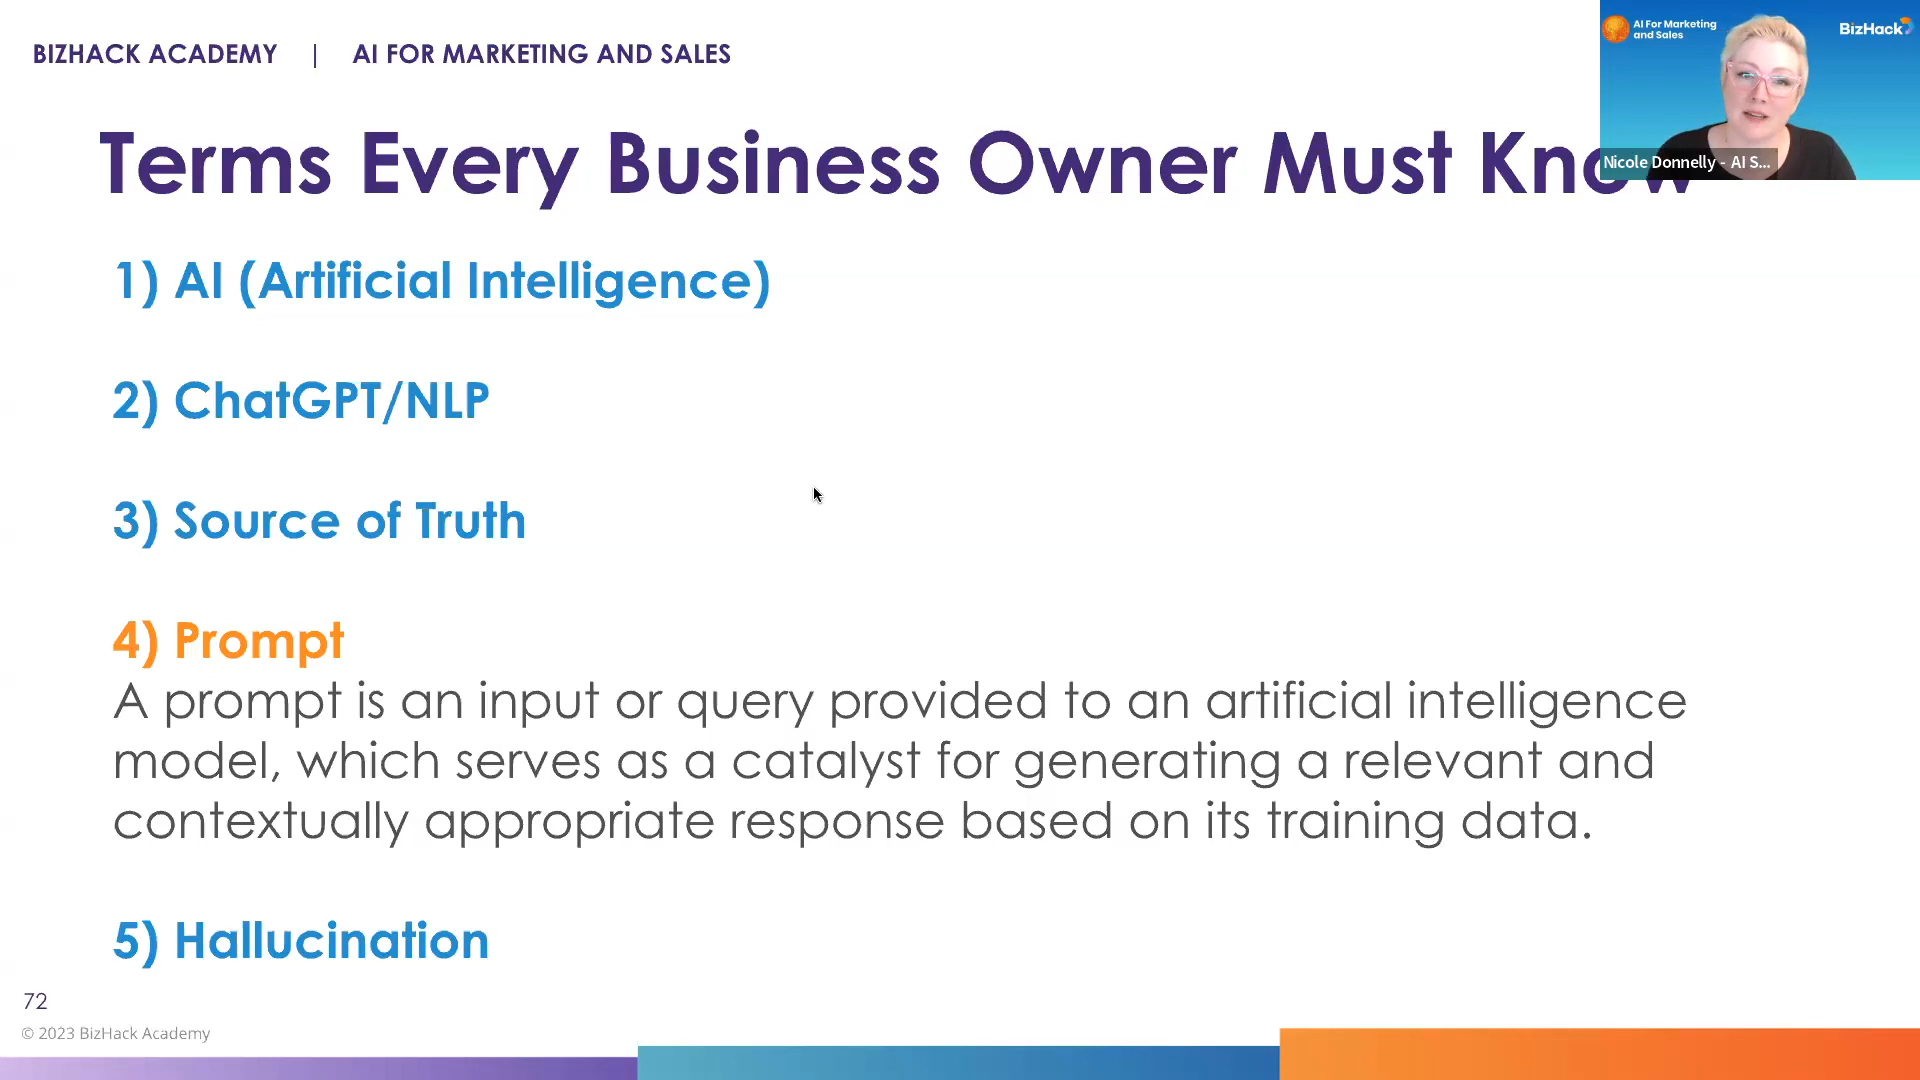 BIZHACK ACADEMY | AI FOR MARKETING AND SALES
AI For Marketing
and Sales
BizHack
Nicole Donnelly - AI S...
Terms Every Business Owner Must Know
1) AI (Artificial Intelligence)
2) ChatGPT/NLP
3) Source of Truth
4) Prompt
A prompt is an input or query provided to an artificial intelligence
model, which serves as a catalyst for generating a relevant and
contextually appropriate response based on its training data.
5) Hallucination
72
© 2023 BizHack Academy